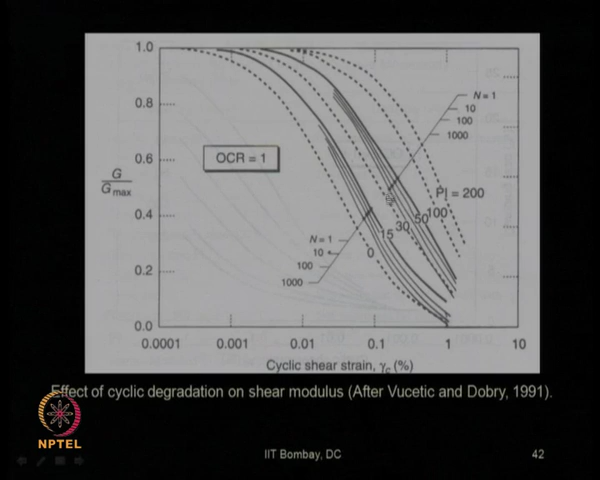 1.0
0.8
0.6
0.4
0.2
0.0
G
Gmax
OCR = 1
N = 1
10
100
1000
PI = 200
100
50
30
15
0
N = 1
10
100
1000
0.0001
0.001
0.01
0.1
1
10
Cyclic shear strain, γc (%)
Effect of cyclic degradation on shear modulus (After Vucetic and Dobry, 1991).
NPTEL
IIT Bombay, DC
42